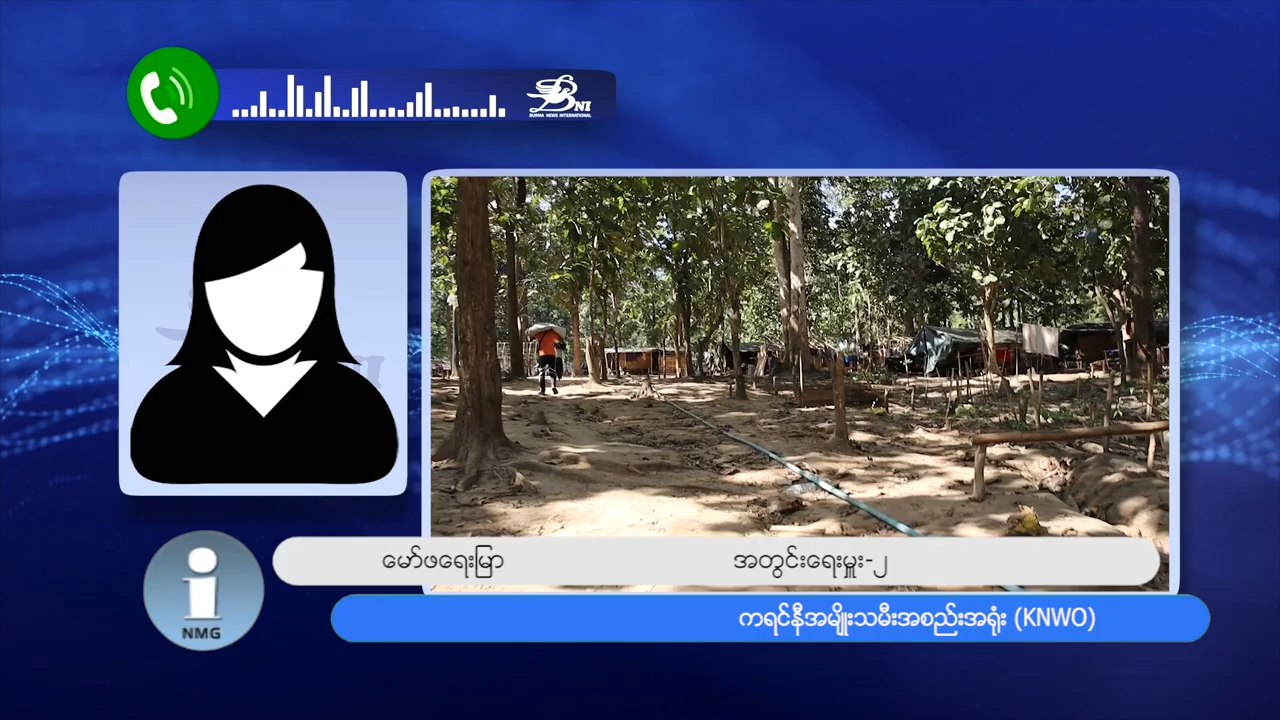 BNI
BURMA NEWS INTERNATIONAL
မော်ဖရေးမြာ
အတွင်းရေးမှူး-၂
ကရင်နီအမျိုးသမီးအစည်းအရုံး (KNWO)
NMG